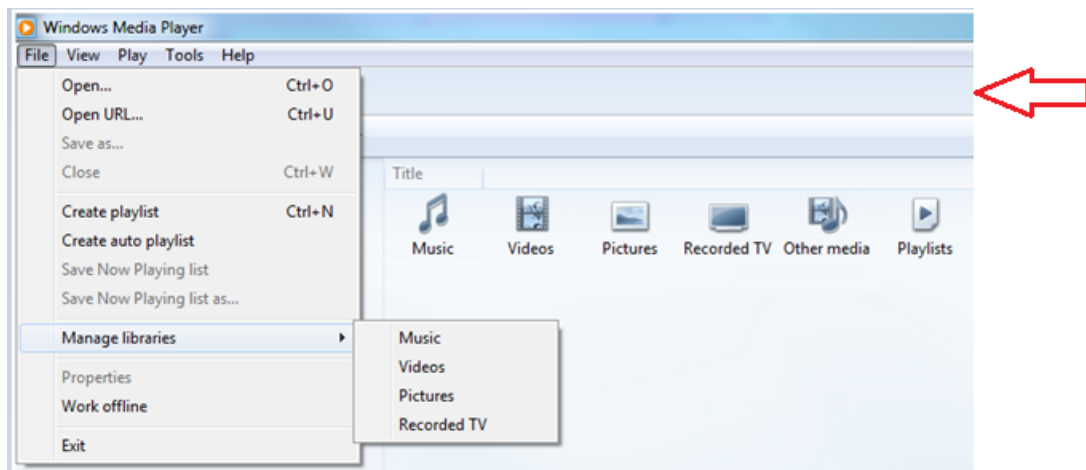 Windows Media Player
File View Play Tools Help
Open... Ctrl+O
Open URL... Ctrl+U
Save as...
Close Ctrl+W
Title
Create playlist Ctrl+N
Create auto playlist
Music Videos Pictures Recorded TV Other media Playlists
Save Now Playing list
Save Now Playing list as...
Manage libraries
Music
Videos
Pictures
Recorded TV
Properties
Work offline
Exit